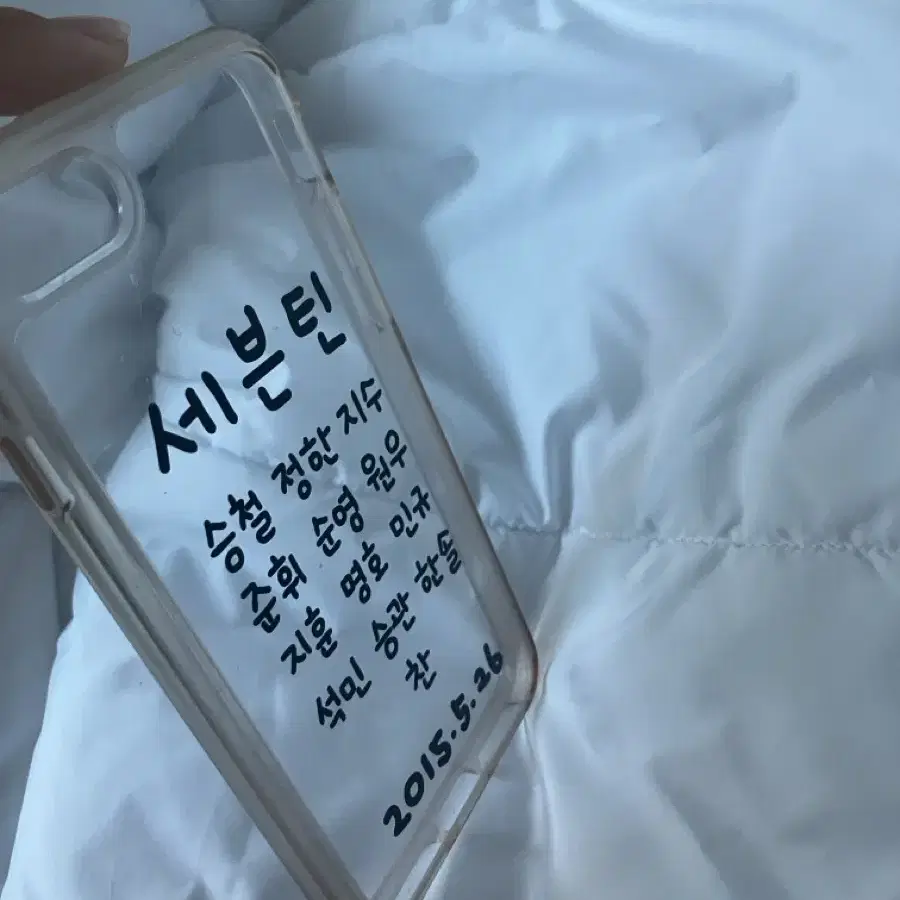 세븐틴
승철 정한 지수
준휘 순영 원우
지훈 명호 민규
석민 승관 한솔
찬
2015.5.26